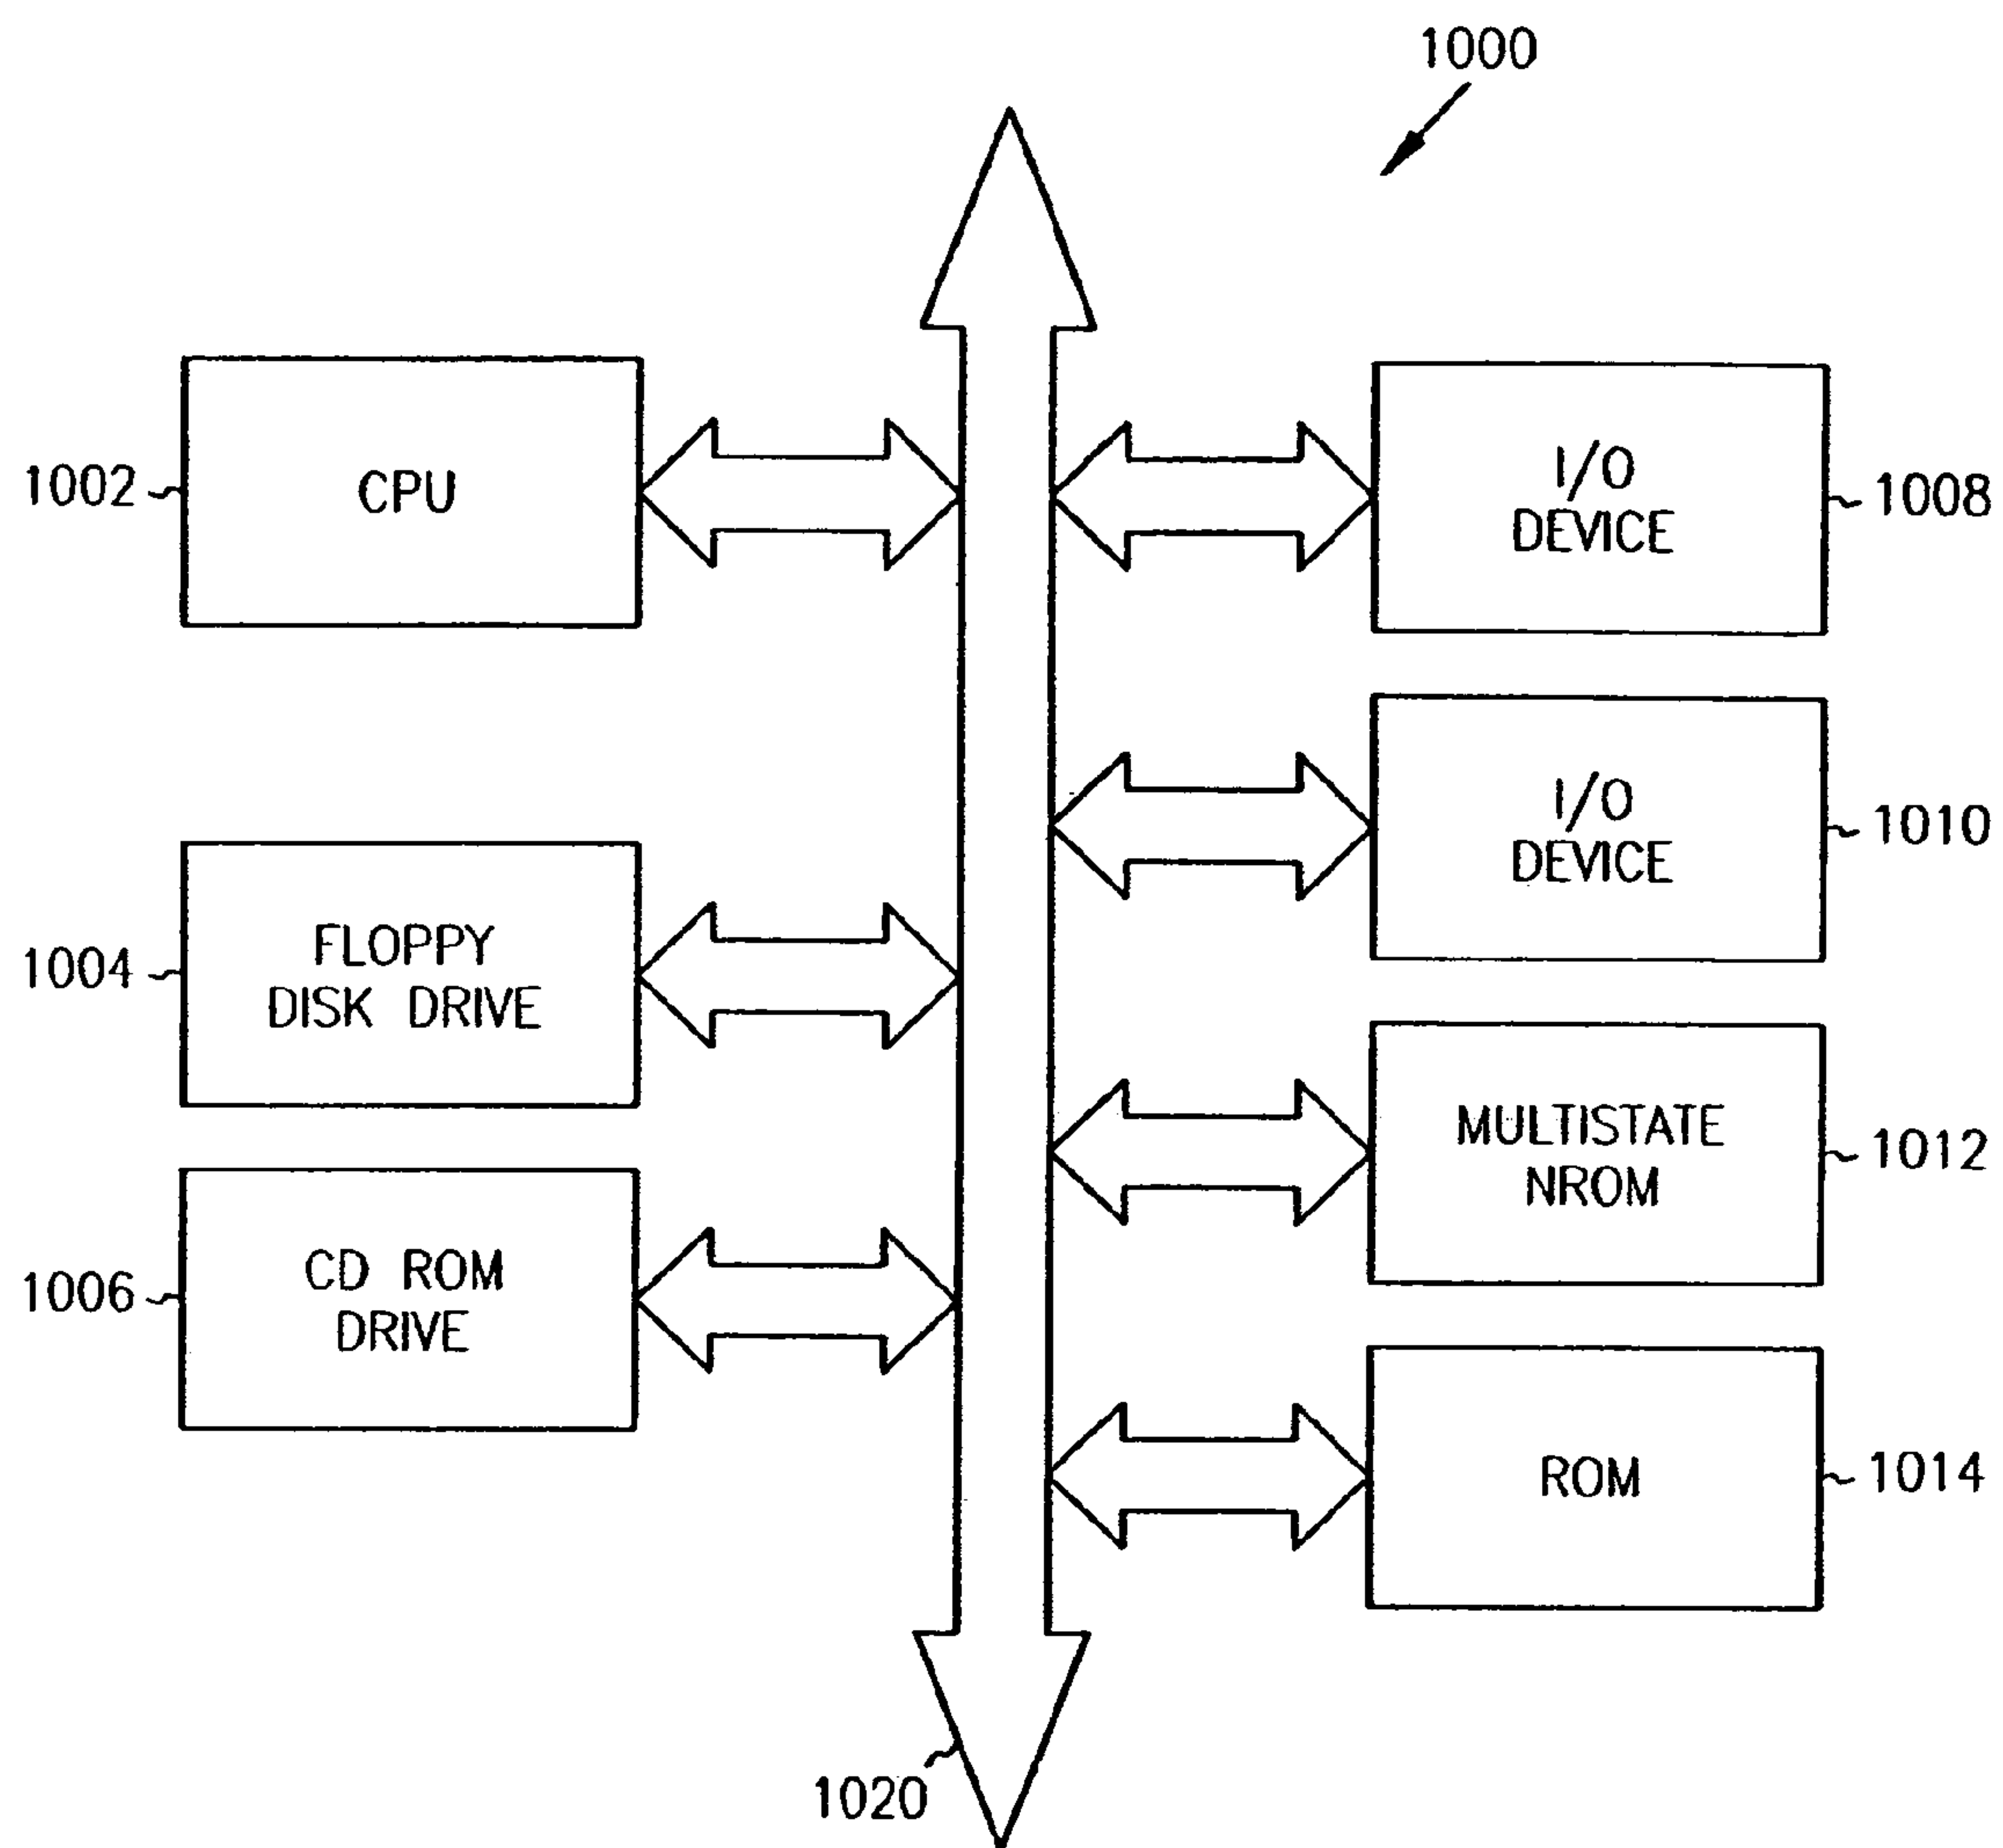 1000
1002
CPU
I/O
DEVICE
1008
I/O
DEVICE
1010
1004
FLOPPY
DISK DRIVE
MULTISTATE
NROM
1012
1006
CD ROM
DRIVE
ROM
1014
1020